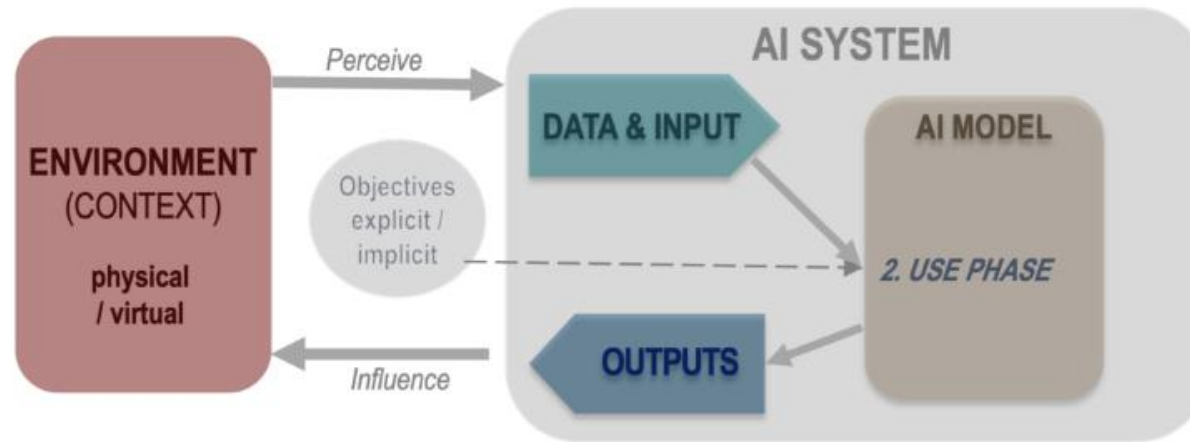 Perceive
AI SYSTEM
DATA & INPUT
AI MODEL
ENVIRONMENT
(CONTEXT)
physical
/ virtual
Objectives
explicit /
implicit
2. USE PHASE
OUTPUTS
Influence